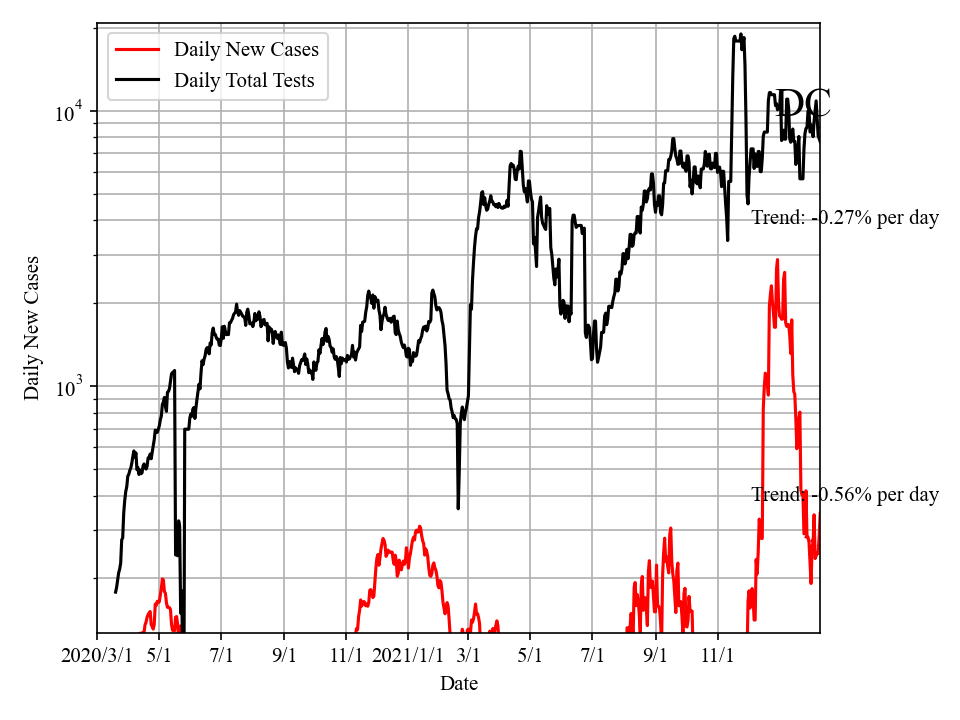 Daily New Cases
Daily Total Tests
DC
10^4
Trend: -0.27% per day
Daily New Cases
10^3
Trend: -0.56% per day
2020/3/1 5/1 7/1 9/1 11/1 2021/1/1 3/1 5/1 7/1 9/1 11/1
Date